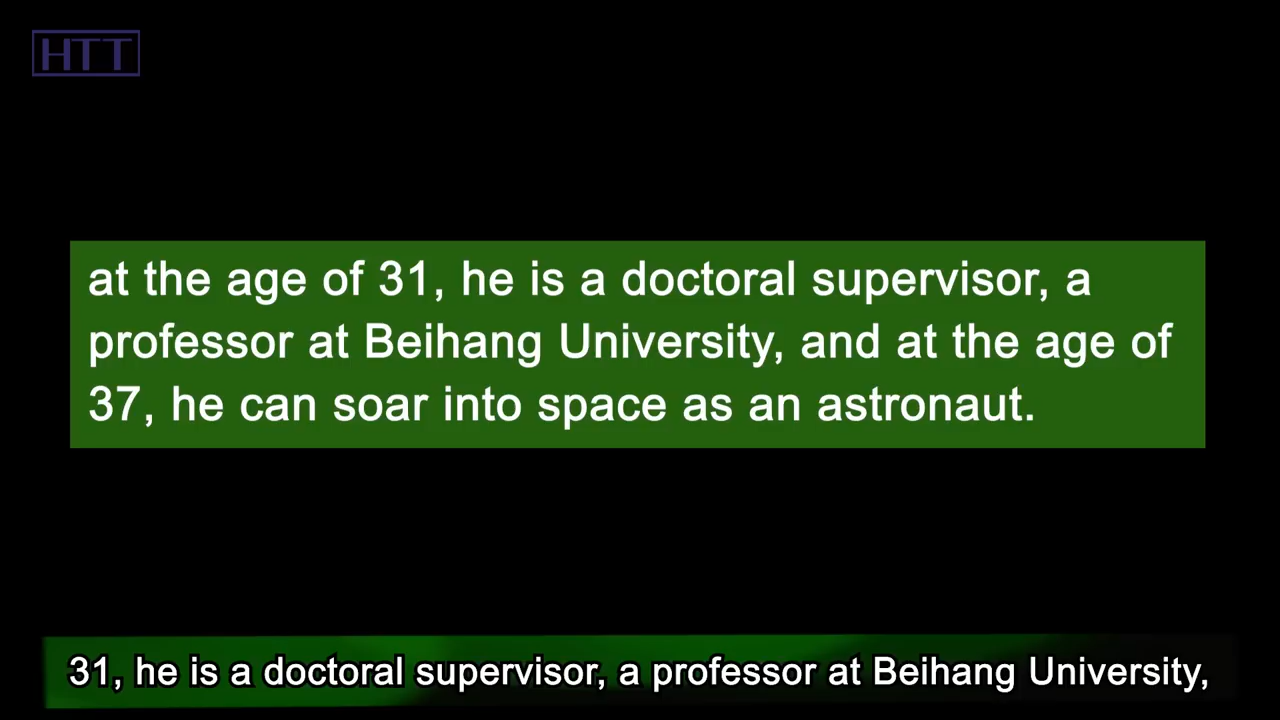 HTT
at the age of 31, he is a doctoral supervisor, a
professor at Beihang University, and at the age of
37, he can soar into space as an astronaut.
31, he is a doctoral supervisor, a professor at Beihang University,